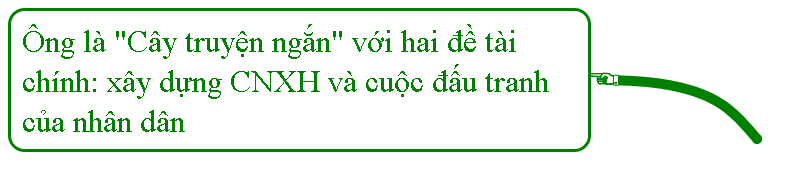 Ông là "Cây truyện ngắn" với hai đề tài
chính: xây dựng CNXH và cuộc đấu tranh
của nhân dân